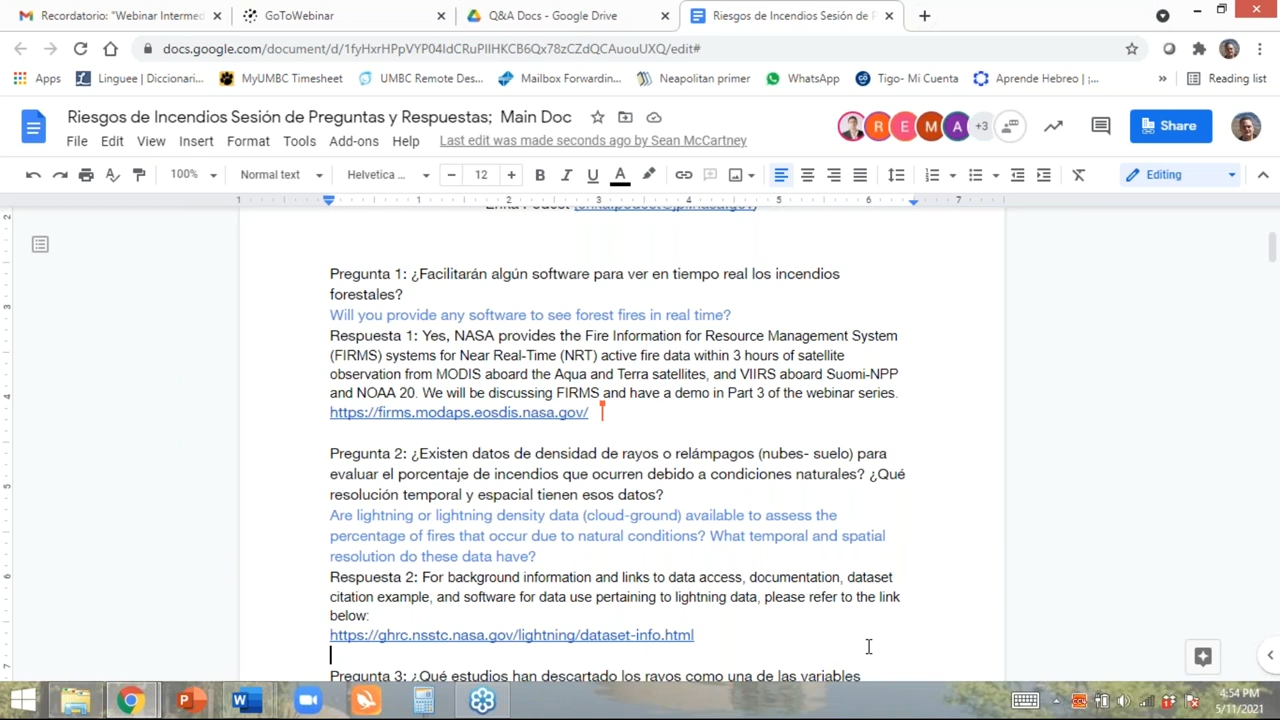 Recordatorio: "Webinar Intermed
GoToWebinar
Q&A Docs - Google Drive
Riesgos de Incendios Sesión de P
docs.google.com/document/d/1fyHxrHPpVYP04IdCRuPIIHKCB6Qx78zCZdQCAuouUXQ/edit#
Apps
Linguee | Diccionari...
MyUMBC Timesheet
UMBC Remote Des...
Mailbox Forwardin...
Neapolitan primer
WhatsApp
Tigo- Mi Cuenta
Aprende Hebreo | ¡...
»
Reading list
Riesgos de Incendios Sesión de Preguntas y Respuestas; Main Doc
R E M A +3
Share
File Edit View Insert Format Tools Add-ons Help Last edit was made seconds ago by Sean McCartney
100% Normal text Helvetica ... 12 B I U A Editing
1 1 2 3 4 5 6 7
Pregunta 1: ¿Facilitarán algún software para ver en tiempo real los incendios
forestales?
Will you provide any software to see forest fires in real time?
Respuesta 1: Yes, NASA provides the Fire Information for Resource Management System
(FIRMS) systems for Near Real-Time (NRT) active fire data within 3 hours of satellite
observation from MODIS aboard the Aqua and Terra satellites, and VIIRS aboard Suomi-NPP
and NOAA 20. We will be discussing FIRMS and have a demo in Part 3 of the webinar series.
https://firms.modaps.eosdis.nasa.gov/
Pregunta 2: ¿Existen datos de densidad de rayos o relámpagos (nubes- suelo) para
evaluar el porcentaje de incendios que ocurren debido a condiciones naturales? ¿Qué
resolución temporal y espacial tienen esos datos?
Are lightning or lightning density data (cloud-ground) available to assess the
percentage of fires that occur due to natural conditions? What temporal and spatial
resolution do these data have?
Respuesta 2: For background information and links to data access, documentation, dataset
citation example, and software for data use pertaining to lightning data, please refer to the link
below:
https://ghrc.nsstc.nasa.gov/lightning/dataset-info.html
Pregunta 3: ¿Qué estudios han descartado los rayos como una de las variables
4:54 PM
5/11/2021